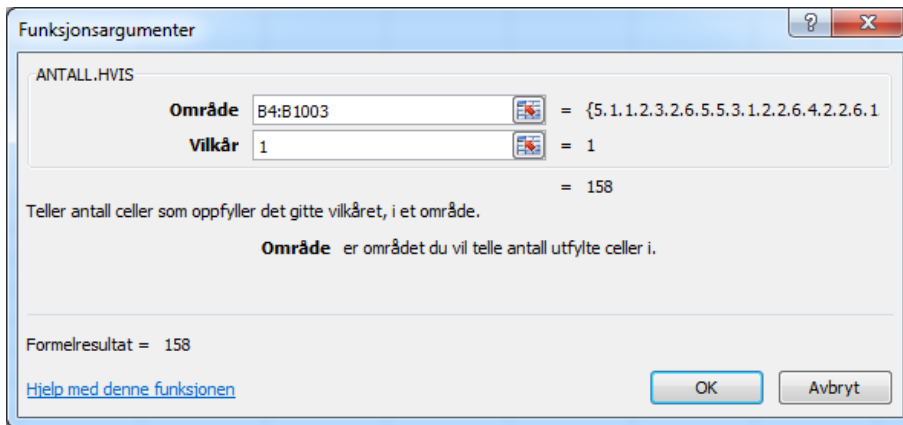 Funksjonsargumenter
ANTALL.HVIS
Område B4:B1003 = {5.1.1.2.3.2.6.5.5.3.1.2.2.6.4.2.2.6.1.
Vilkår 1 = 1
= 158
Teller antall celler som oppfyller det gitte vilkåret, i et område.
Område er området du vil telle antall utfylte celler i.
Formelresultat = 158
Hjelp med denne funksjonen OK Avbryt